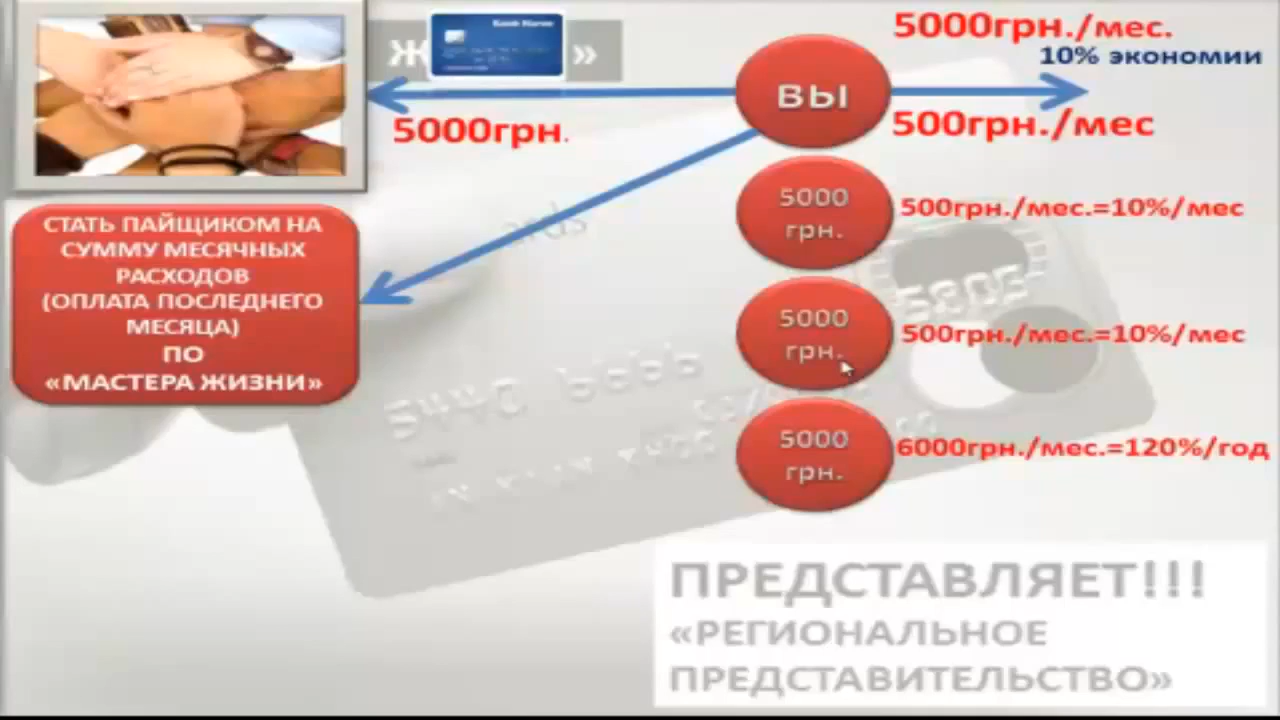 Ж
»
Bank Name
5000грн./мес.
10% экономии
ВЫ
5000грн.
500грн./мес
СТАТЬ ПАЙЩИКОМ НА
СУММУ МЕСЯЧНЫХ
РАСХОДОВ
(ОПЛАТА ПОСЛЕДНЕГО
МЕСЯЦА)
ПО
«МАСТЕРА ЖИЗНИ»
5000
грн.
500грн./мес.=10%/мес
5000
грн.
500грн./мес.=10%/мес
5000
грн.
6000грн./мес.=120%/год
ПРЕДСТАВЛЯЕТ!!!
«РЕГИОНАЛЬНОЕ
ПРЕДСТАВИТЕЛЬСТВО»